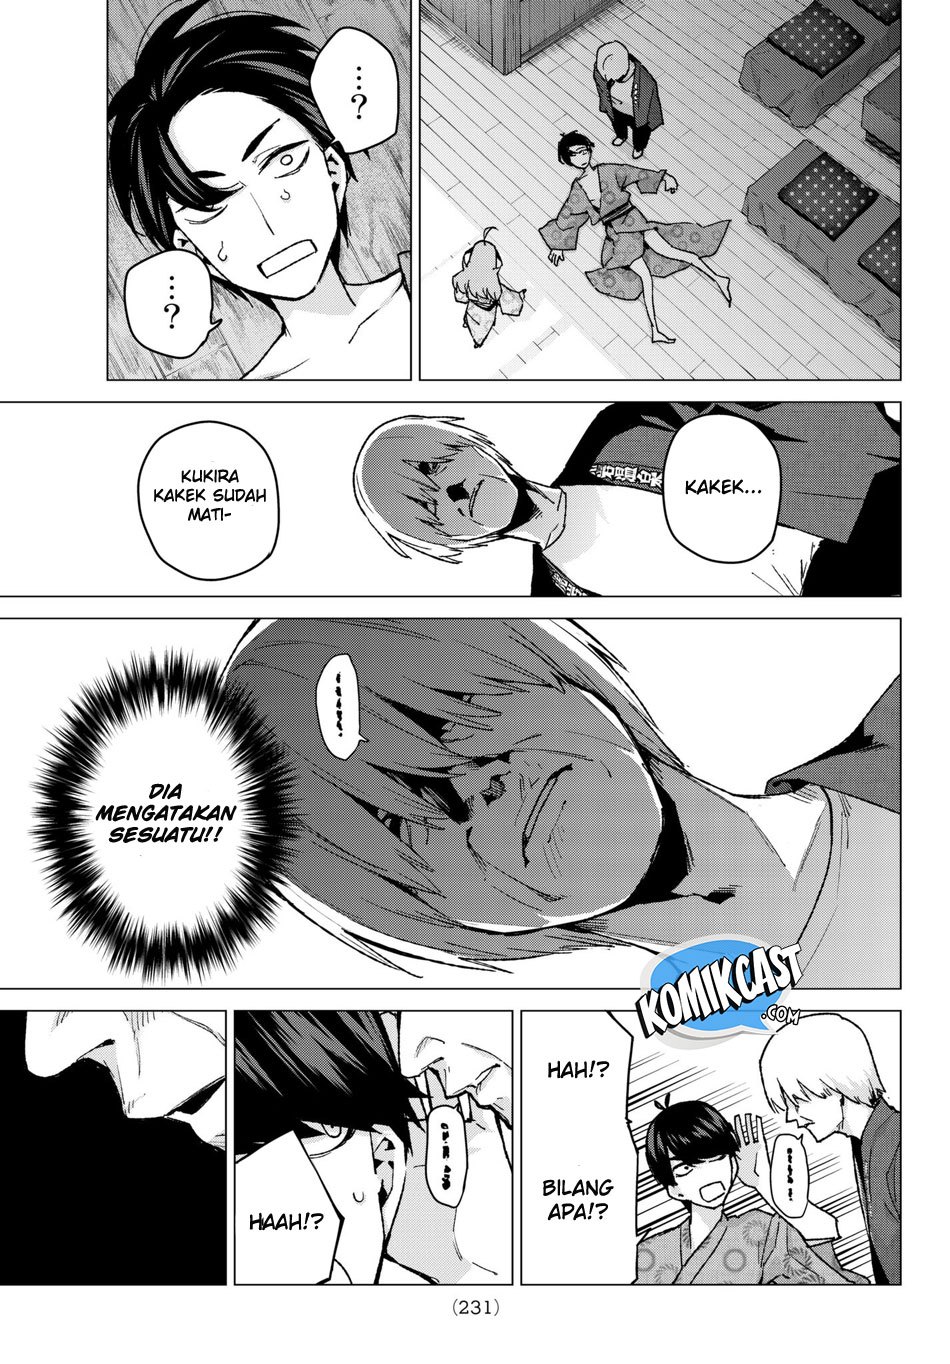 …?
…?
KAKEK...
KUKIRA
KAKEK SUDAH
MATI-
DIA
MENGATAKAN
SESUATU!!
KOMIKCAST
.COM
HAH!?
BILANG
APA!?
HAAH!?
(231)